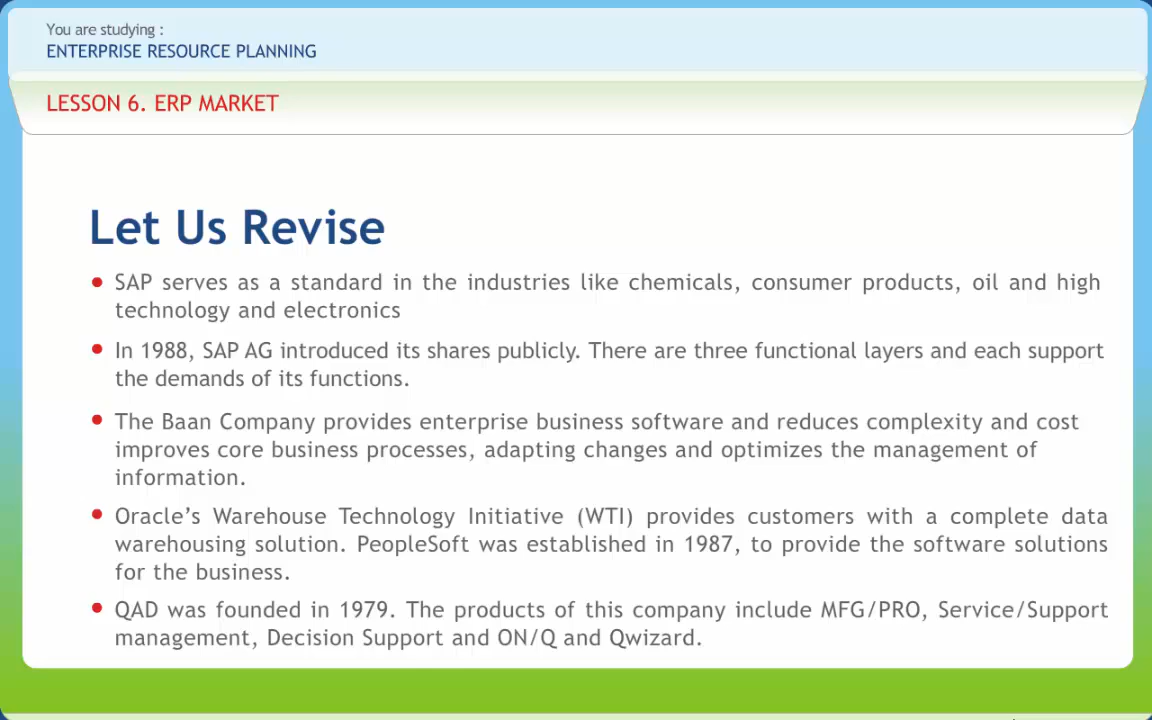 You are studying :
ENTERPRISE RESOURCE PLANNING
LESSON 6. ERP MARKET
Let Us Revise
• SAP serves as a standard in the industries like chemicals, consumer products, oil and high
technology and electronics
• In 1988, SAP AG introduced its shares publicly. There are three functional layers and each support
the demands of its functions.
• The Baan Company provides enterprise business software and reduces complexity and cost
improves core business processes, adapting changes and optimizes the management of
information.
• Oracle’s Warehouse Technology Initiative (WTI) provides customers with a complete data
warehousing solution. PeopleSoft was established in 1987, to provide the software solutions
for the business.
• QAD was founded in 1979. The products of this company include MFG/PRO, Service/Support
management, Decision Support and ON/Q and Qwizard.